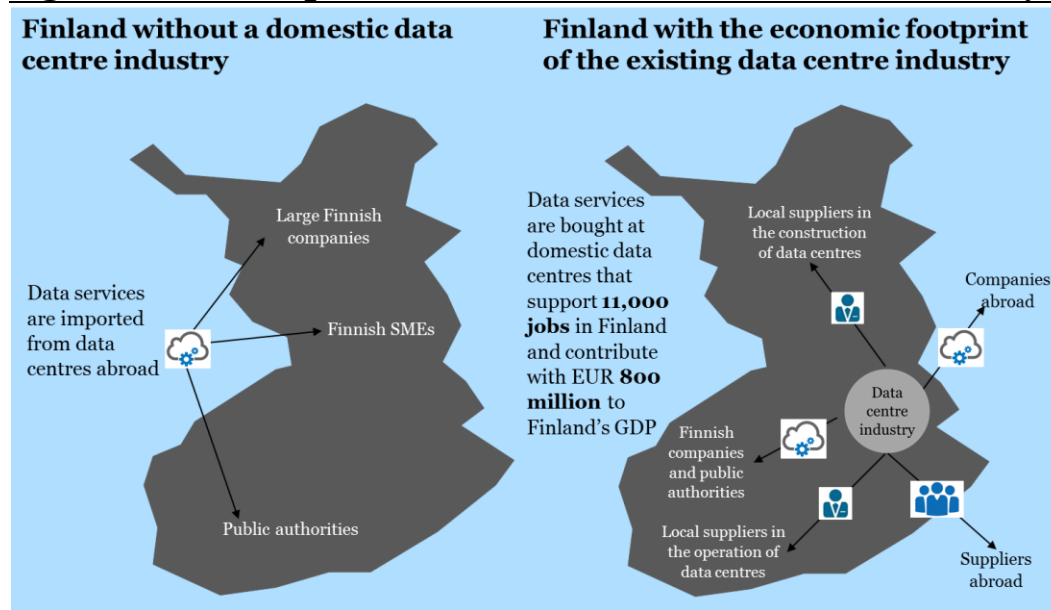 Finland without a domestic data
centre industry
Large Finnish
companies
Data services
are imported
from data
centres abroad
Finnish SMEs
Public authorities
Finland with the economic footprint
of the existing data centre industry
Data services
are bought at
domestic data
centres that
support 11,000
jobs in Finland
and contribute
with EUR 800
million to
Finland's GDP
Local suppliers in
the construction
of data centres
Companies
abroad
Data
centre
industry
Finnish
companies
and public
authorities
Local suppliers in
the operation of
data centres
Suppliers
abroad